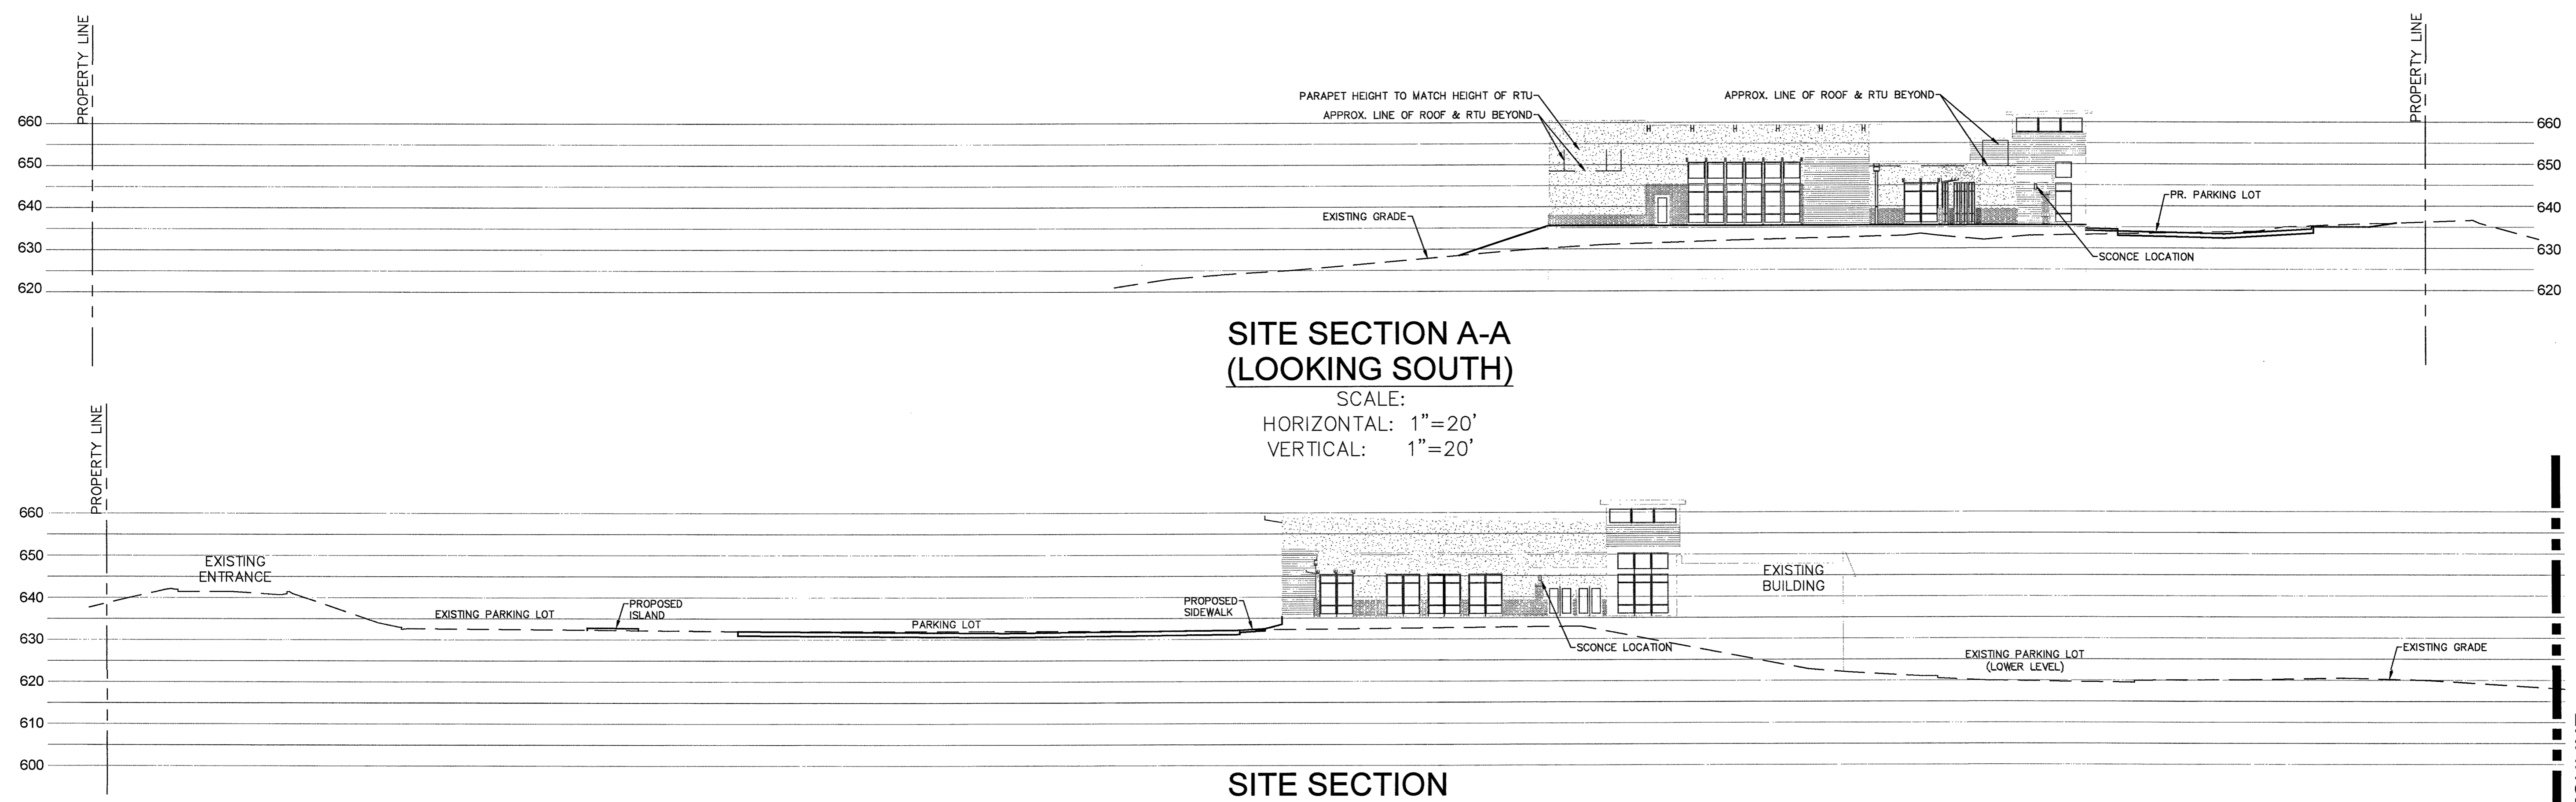 PROPERTY LINE
PROPERTY LINE
PARAPET HEIGHT TO MATCH HEIGHT OF RTU
APPROX. LINE OF ROOF & RTU BEYOND
APPROX. LINE OF ROOF & RTU BEYOND
660
660
650
650
PR. PARKING LOT
640
640
EXISTING GRADE
630
630
SCONCE LOCATION
620
620
SITE SECTION A-A
(LOOKING SOUTH)
SCALE:
HORIZONTAL: 1"=20'
VERTICAL: 1"=20'
PROPERTY LINE
660
650
EXISTING
ENTRANCE
EXISTING
BUILDING
640
PROPOSED
ISLAND
EXISTING PARKING LOT
PROPOSED
SIDEWALK
PARKING LOT
630
SCONCE LOCATION
EXISTING GRADE
EXISTING PARKING LOT
(LOWER LEVEL)
620
610
600
SITE SECTION